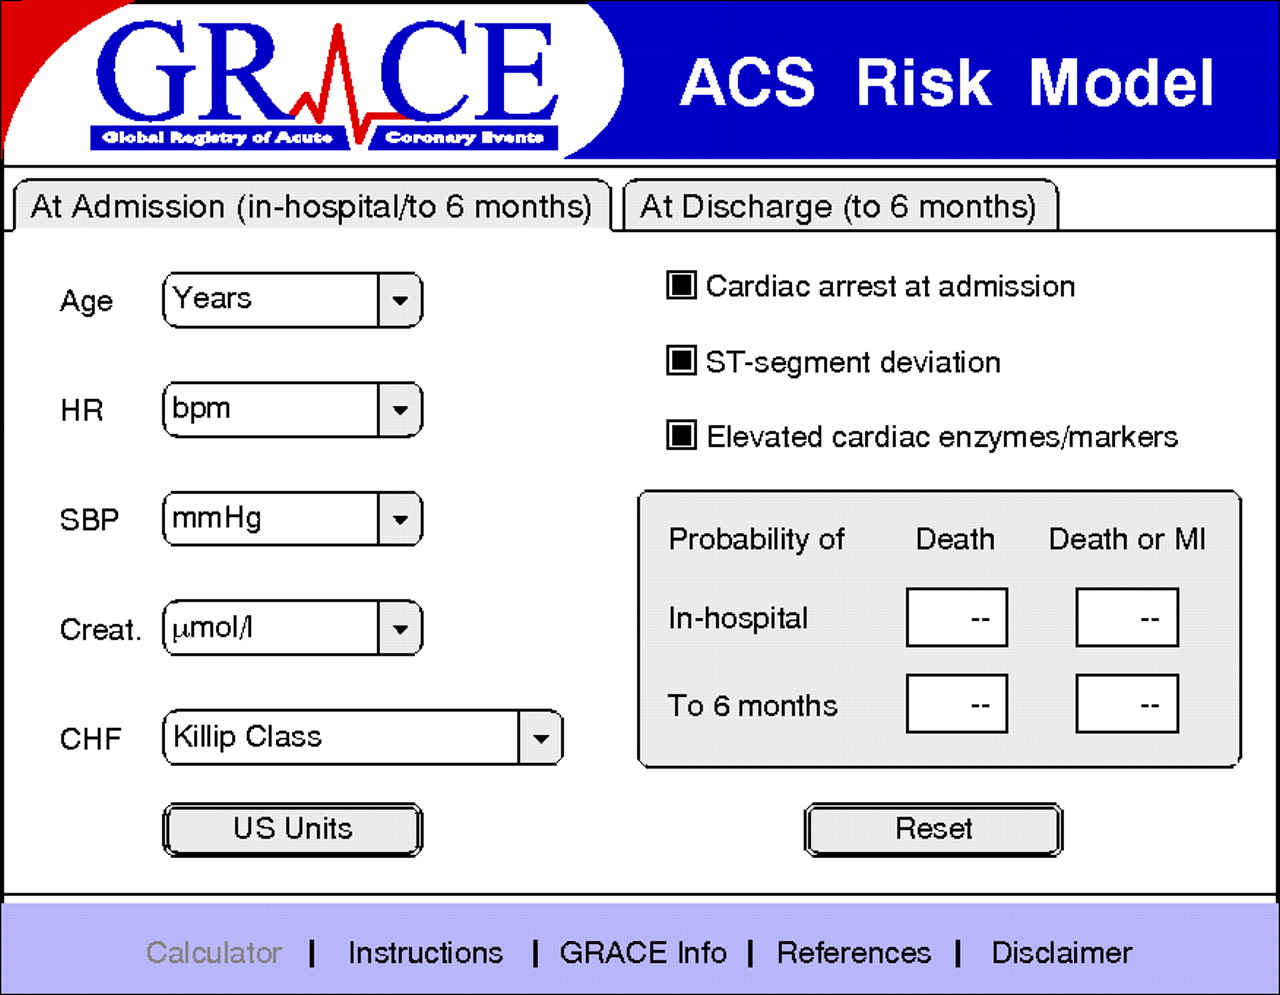 GRACE
Global Registry of Acute Coronary Events
ACS Risk Model
At Admission (in-hospital/to 6 months)
At Discharge (to 6 months)
Age Years
HR bpm
SBP mmHg
Creat. μmol/l
CHF Killip Class
US Units
Cardiac arrest at admission
ST-segment deviation
Elevated cardiac enzymes/markers
Probability of Death Death or MI
In-hospital -- --
To 6 months -- --
Reset
Calculator | Instructions | GRACE Info | References | Disclaimer